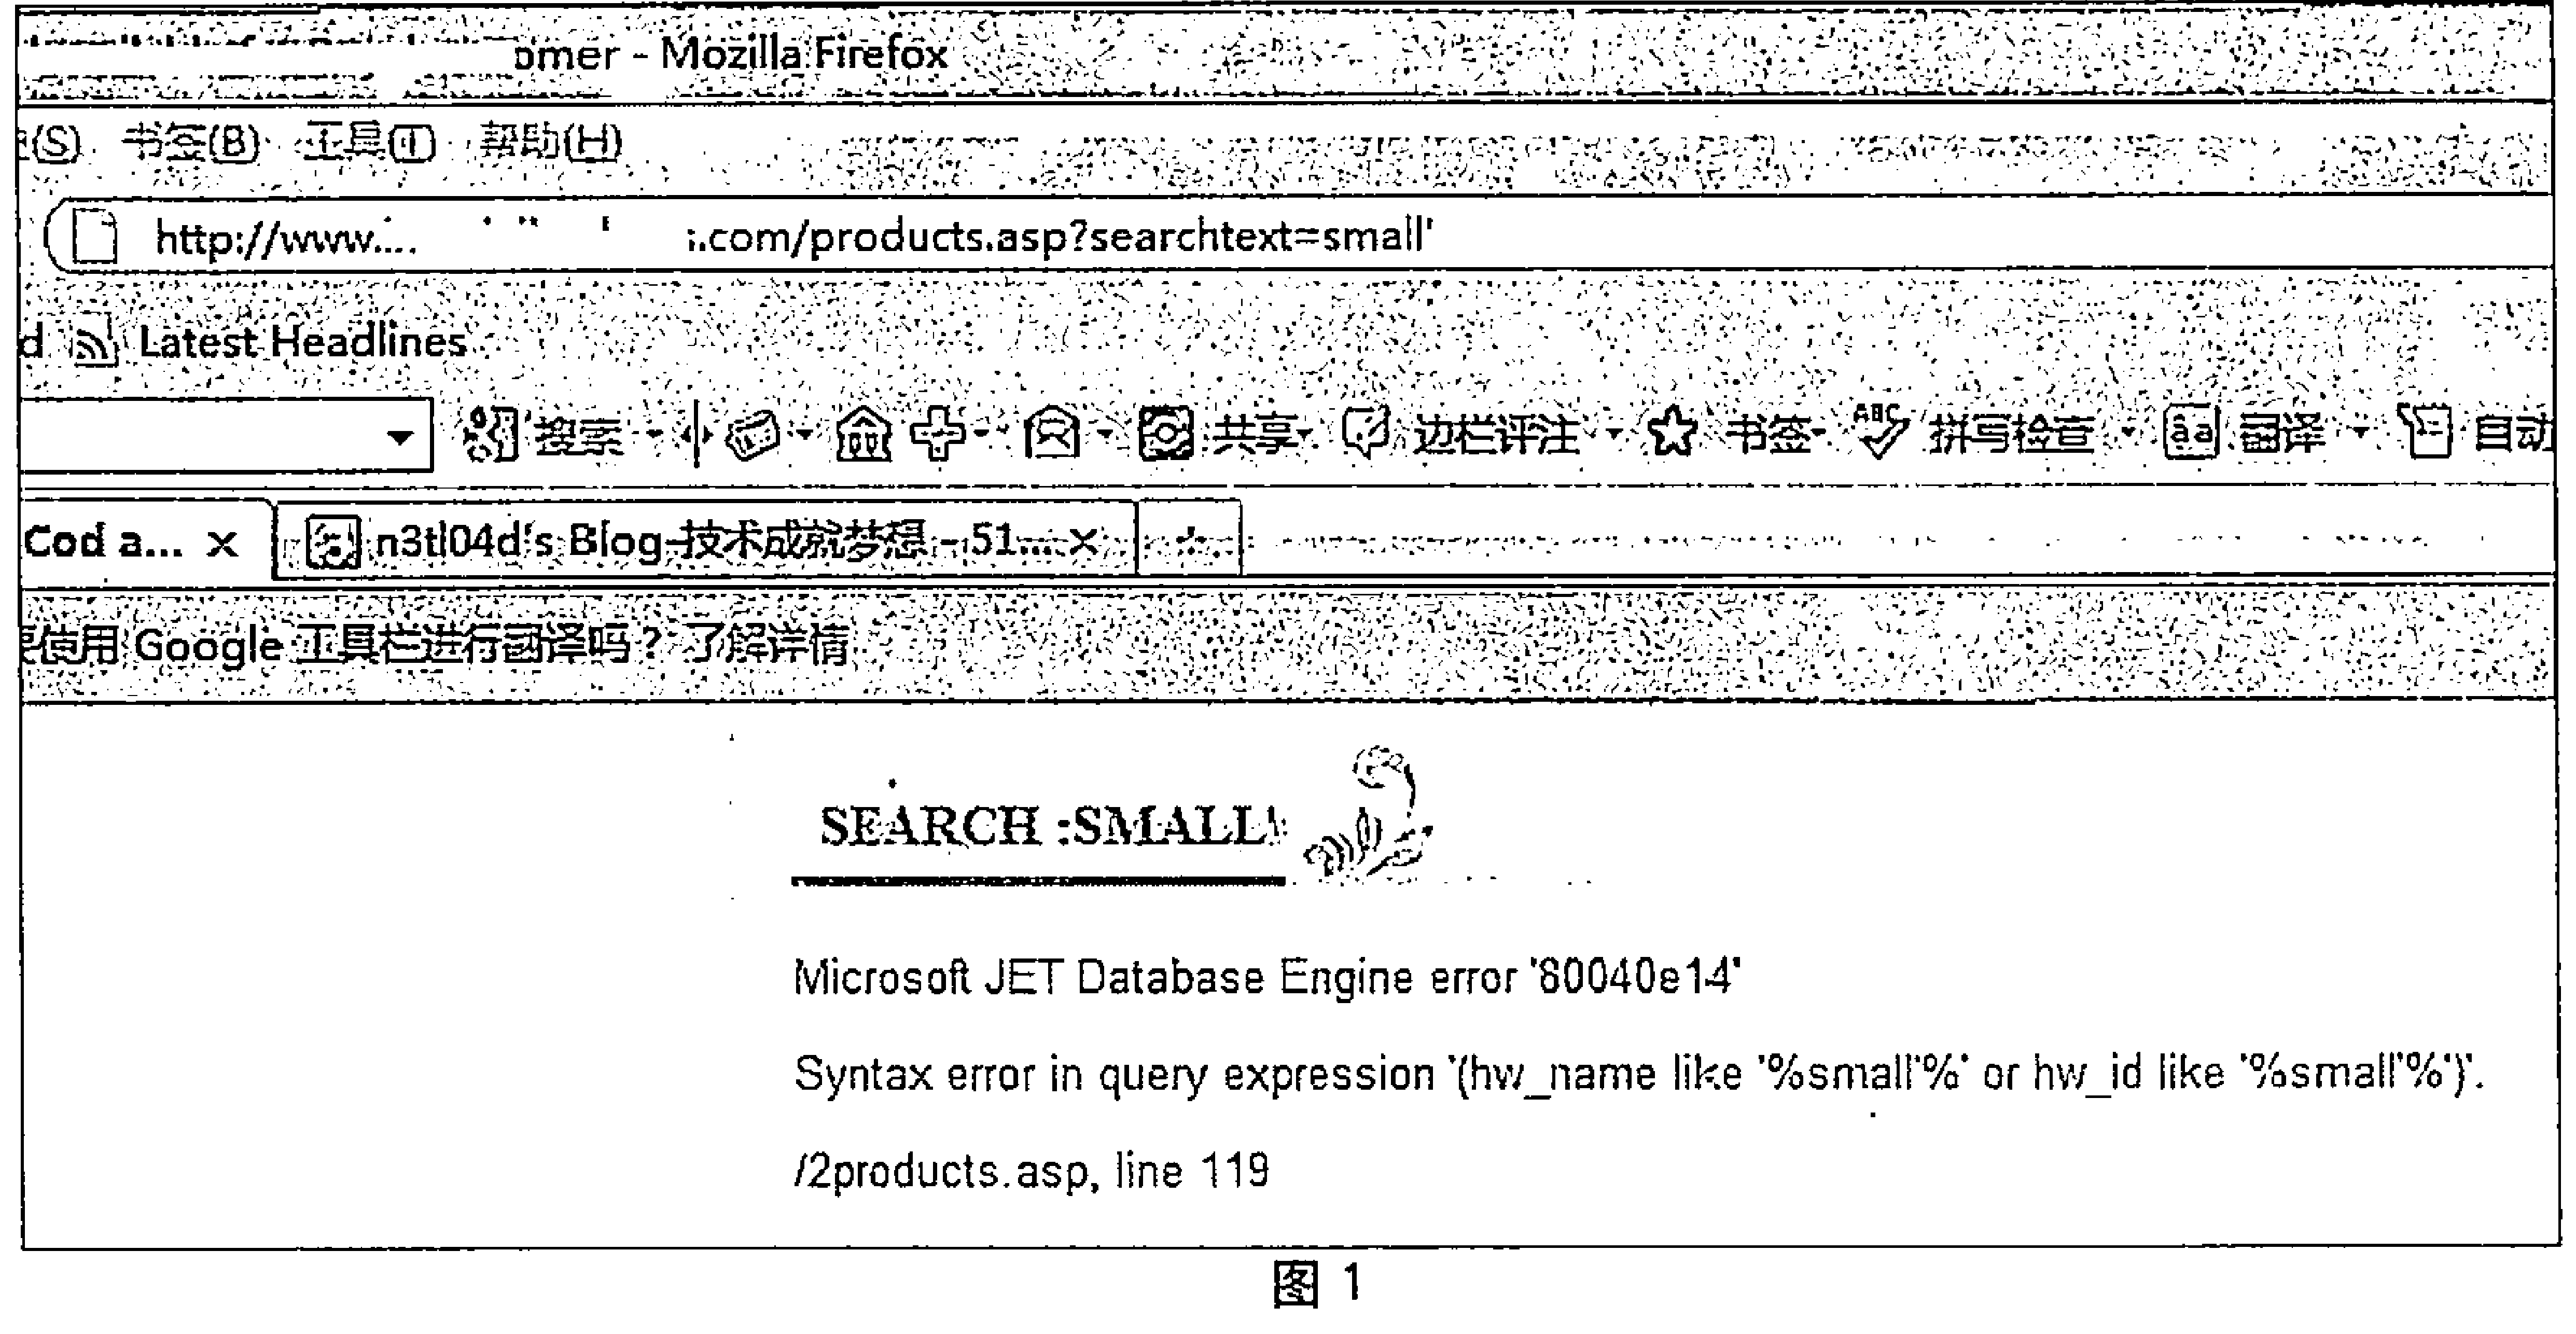 omer - Mozilla Firefox
(S) 书签(B) 工具(T) 帮助(H)
http://www.... .com/products.asp?searchtext=small'
d Latest Headlines
搜索 共享 边栏评注 书签 ABC 拼写检查 aa 翻译 自动
Cod a... × n3tl04d's Blog-技术成就梦想 - 51... ×
要使用 Google 工具栏进行翻译吗？ 了解详情
SEARCH :SMALL'
Microsoft JET Database Engine error '80040e14'
Syntax error in query expression '(hw_name like '%small'%' or hw_id like '%small'%')'.
/2products.asp, line 119
图 1